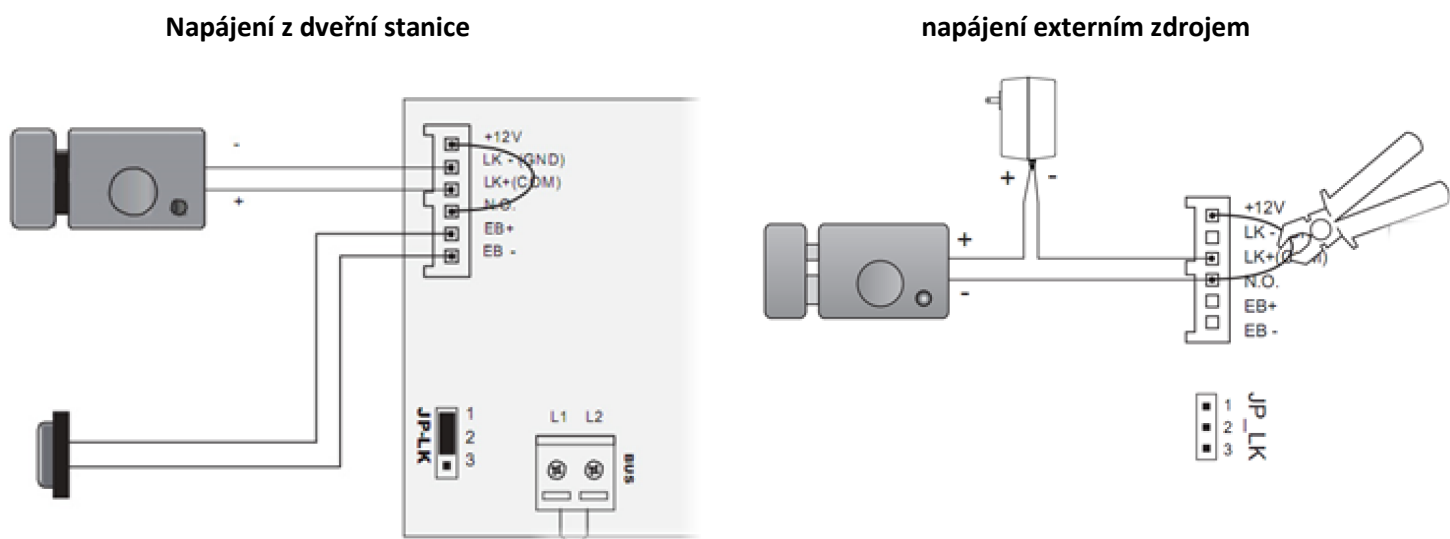 Napájení z dveřní stanice
napájení externím zdrojem
-
+
+12V
LK - (GND)
LK+(COM)
N.O.
EB+
EB -
JP-LK
1
2
3
L1 L2
BUS
+ -
+
-
+12V
LK -
LK+(C M)
N.O.
EB+
EB -
1
2
3
JP_LK